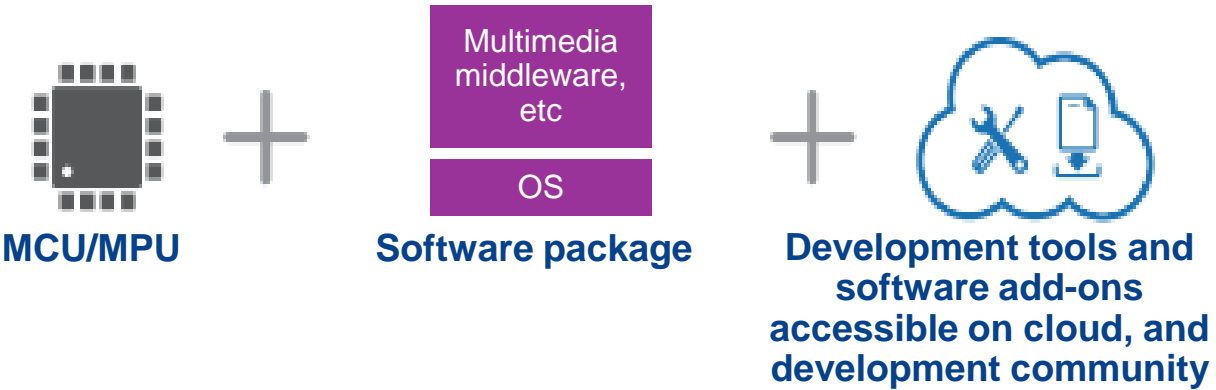 Multimedia
middleware,
etc
OS
MCU/MPU
Software package
Development tools and
software add-ons
accessible on cloud, and
development community